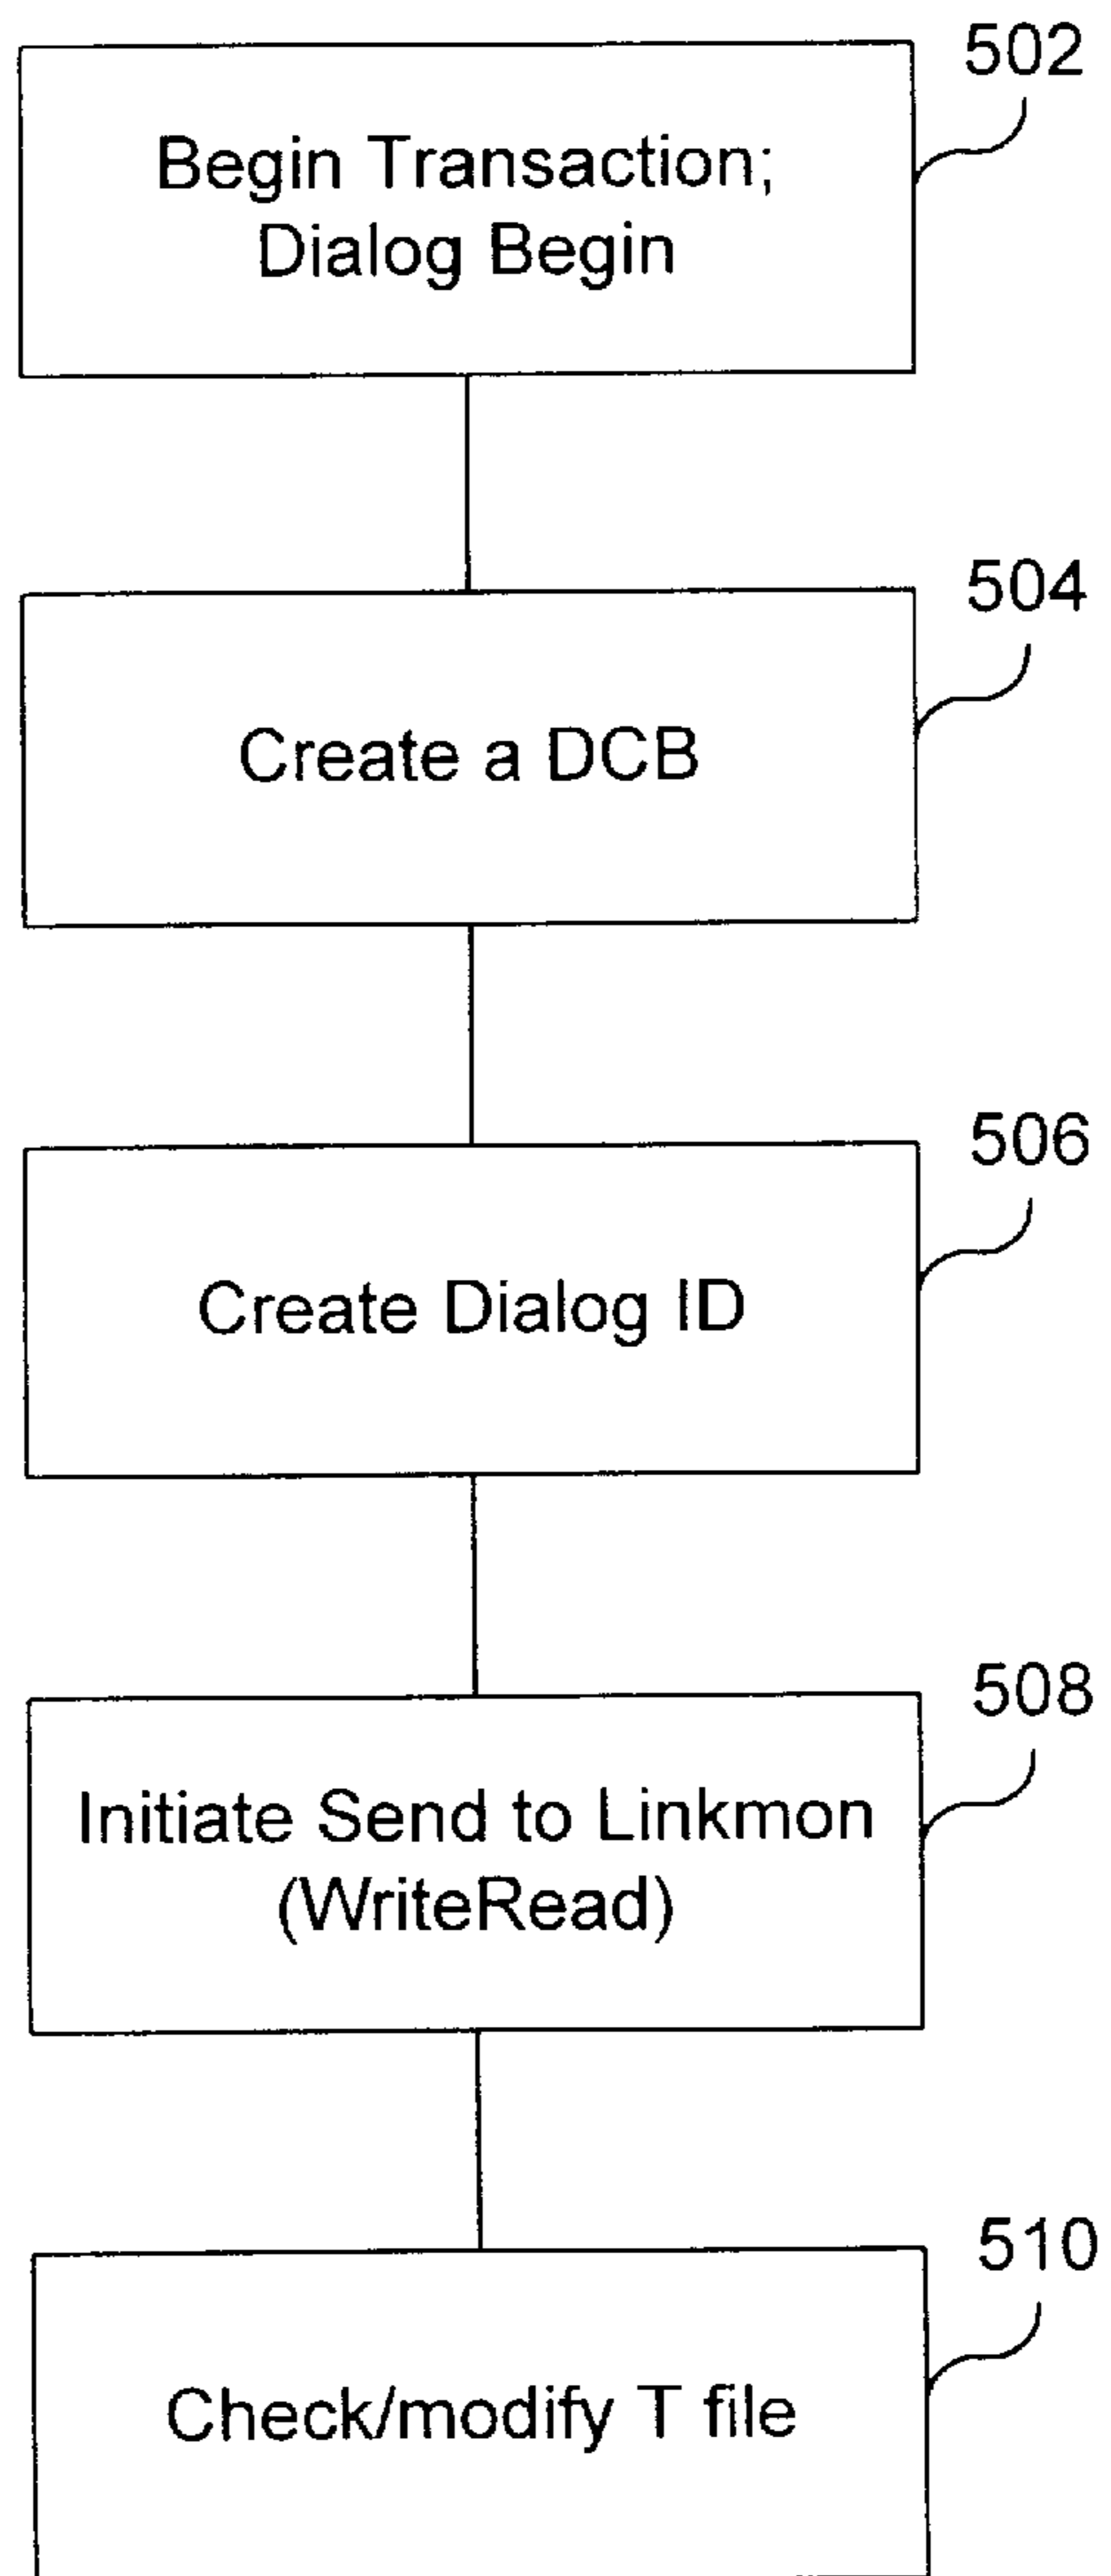 502
Begin Transaction;
Dialog Begin
504
Create a DCB
506
Create Dialog ID
508
Initiate Send to Linkmon
(WriteRead)
510
Check/modify T file